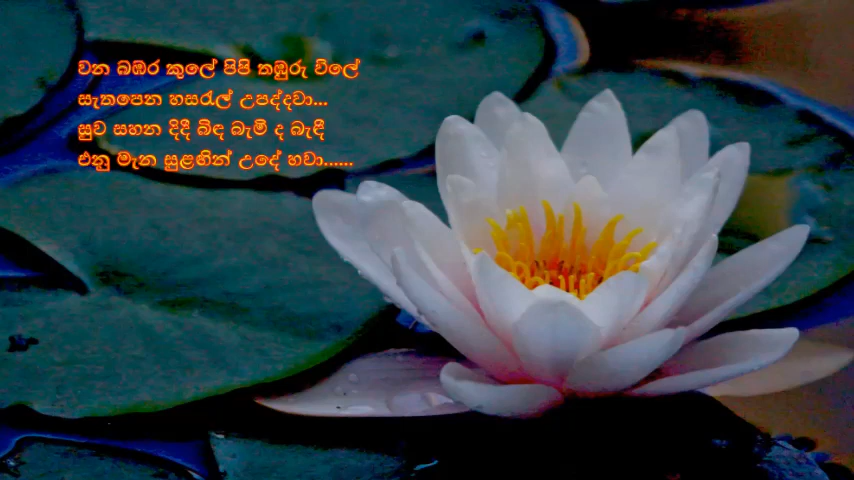 වන බඹර කුලේ පිපි තඹුරු විලේ
සැතපෙන හසරැල් උපද්දවා...
සුව සහන දිදී බිඳ බැමි ද බැඳී
එනු මැන සුළඟින් උදේ හවා......